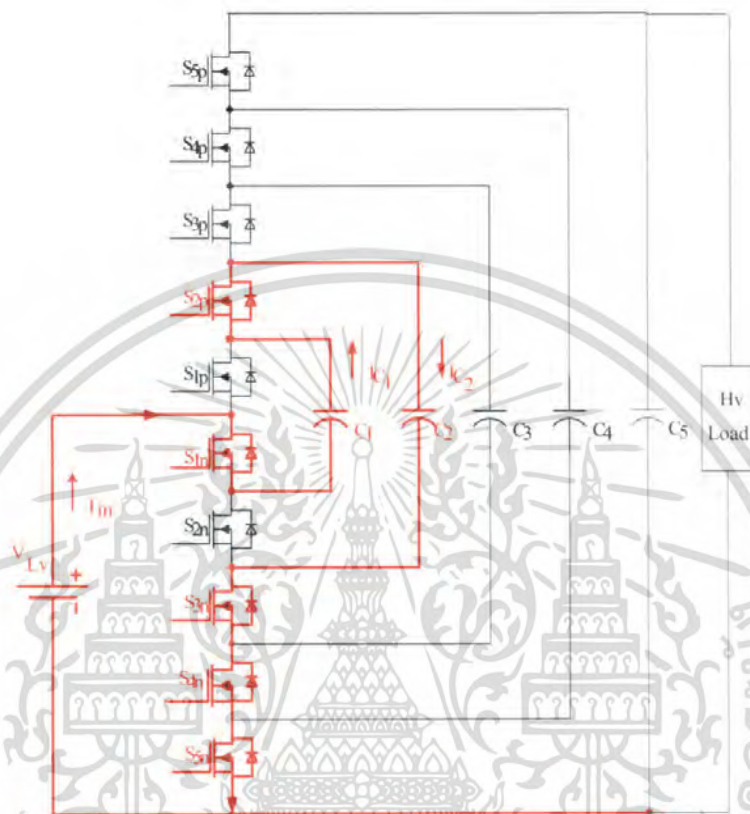 S5p
S4p
S3p
S2p
S1p
iC1
iC2
C1
C2
C3
C4
C5
Hv
Load
S1n
Iin
S2n
VLv
+
-
S3n
S4n
S5n